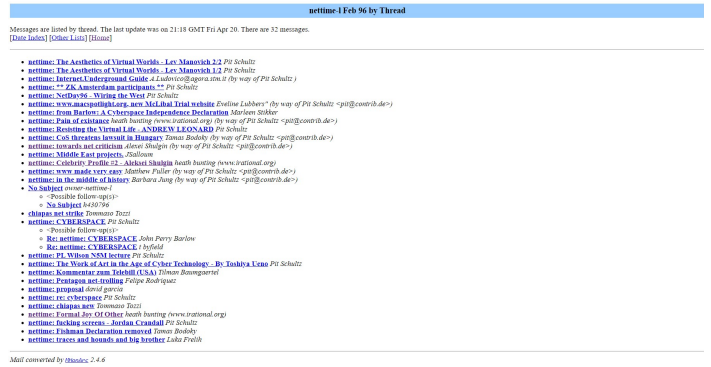 nettime-l Feb 96 by Thread
Messages are listed by thread. The last update was on 21:18 GMT Fri Apr 20. There are 32 messages.
[Date Index] [Other Lists] [Home]
nettime: The Aesthetics of Virtual Worlds - Lev Manovich 2/2 Pit Schultz
nettime: The Aesthetics of Virtual Worlds - Lev Manovich 1/2 Pit Schultz
nettime: Internet.Underground Guide A.Ludovico@agora.stm.it (by way of Pit Schultz )
nettime: ** ZK Amsterdam participants ** Pit Schultz
nettime: NetDay96 - Wiring the West Pit Schultz
nettime: www.macspotlight.org, new McLibal Trial website Eveline Lubbers" (by way of Pit Schultz <pit@contrib.de>)
nettime: from Barlow: A Cyberspace Independence Declaration Marleen Stikker
nettime: Pain of existance heath bunting (www.irational.org) (by way of Pit Schultz <pit@contrib.de>)
nettime: Resisting the Virtual Life - ANDREW LEONARD Pit Schultz
nettime: CoS threatens lawsuit in Hungary Tamas Bodoky (by way of Pit Schultz <pit@contrib.de>)
nettime: towards net criticism Alexei Shulgin (by way of Pit Schultz <pit@contrib.de>)
nettime: Middle East projects. JSalloum
nettime: Celebrity Profile #2 - Aleksei Shulgin heath bunting (www.irational.org)
nettime: www made very easy Matthew Fuller (by way of Pit Schultz <pit@contrib.de>)
nettime: in the middle of history Barbara Jung (by way of Pit Schultz <pit@contrib.de>)
No Subject owner-nettime-l
<Possible follow-up(s)>
No Subject h430796
chiapas net strike Tommaso Tozzi
nettime: CYBERSPACE Pit Schultz
<Possible follow-up(s)>
Re: nettime: CYBERSPACE John Perry Barlow
Re: nettime: CYBERSPACE t byfield
nettime: PL Wilson N5M lecture Pit Schultz
nettime: The Work of Art in the Age of Cyber Technology - By Toshiya Ueno Pit Schultz
nettime: Kommentar zum Telebill (USA) Tilman Baumgaertel
nettime: Pentagon net-trolling Felipe Rodriquez
nettime: proposal david garcia
nettime: re: cyberspace Pit Schultz
nettime: chiapas new Tommaso Tozzi
nettime: Formal Joy Of Other heath bunting (www.irational.org)
nettime: fucking screens - Jordan Crandall Pit Schultz
nettime: Fishman Declaration removed Tamas Bodoky
nettime: traces and hounds and big brother Luka Frelih
Mail converted by MHonArc 2.4.6